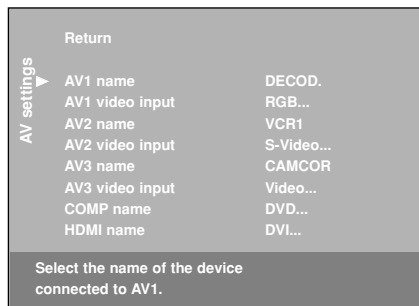 Return
AV settings
AV1 name DECOD.
AV1 video input RGB...
AV2 name VCR1
AV2 video input S-Video...
AV3 name CAMCOR
AV3 video input Video...
COMP name DVD...
HDMI name DVI...
Select the name of the device
connected to AV1.